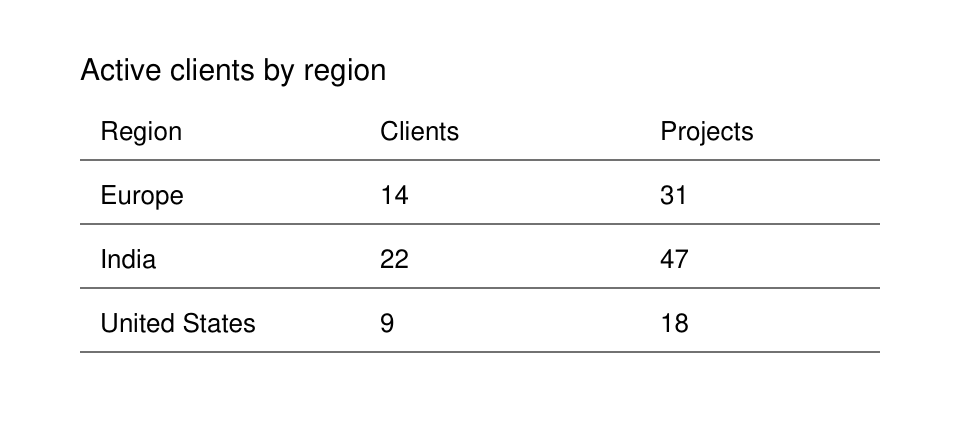 Active clients by region
Region Clients Projects
Europe 14 31
India 22 47
United States 9 18